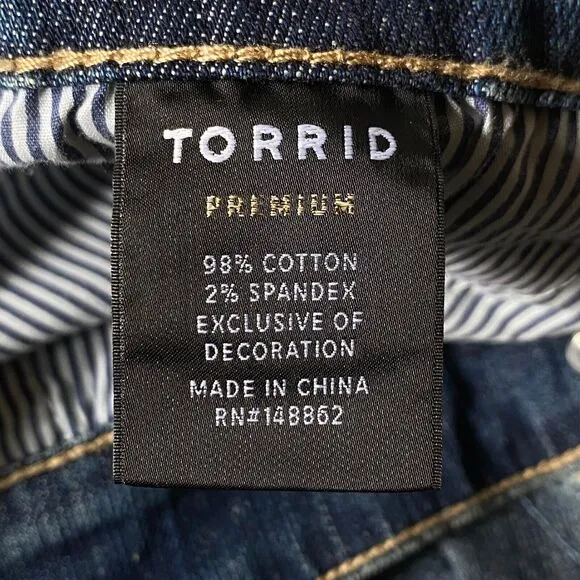 TORRID
PREMIUM
98% COTTON
2% SPANDEX
EXCLUSIVE OF
DECORATION
MADE IN CHINA
RN#148862